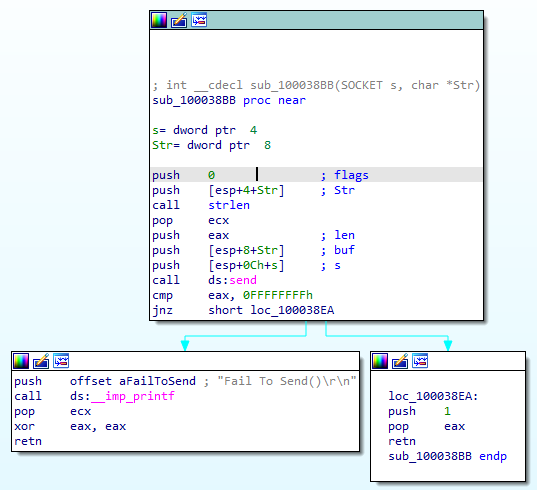 ; int __cdecl sub_100038BB(SOCKET s, char *Str)
sub_100038BB proc near
s= dword ptr  4
Str= dword ptr  8
push    0               ; flags
push    [esp+4+Str]     ; Str
call    strlen
pop     ecx
push    eax             ; len
push    [esp+8+Str]     ; buf
push    [esp+0Ch+s]     ; s
call    ds:send
cmp     eax, 0FFFFFFFFh
jnz     short loc_100038EA
push    offset aFailToSend ; "Fail To Send()\r\n"
call    ds:__imp_printf
pop     ecx
xor     eax, eax
retn
loc_100038EA:
push    1
pop     eax
retn
sub_100038BB endp